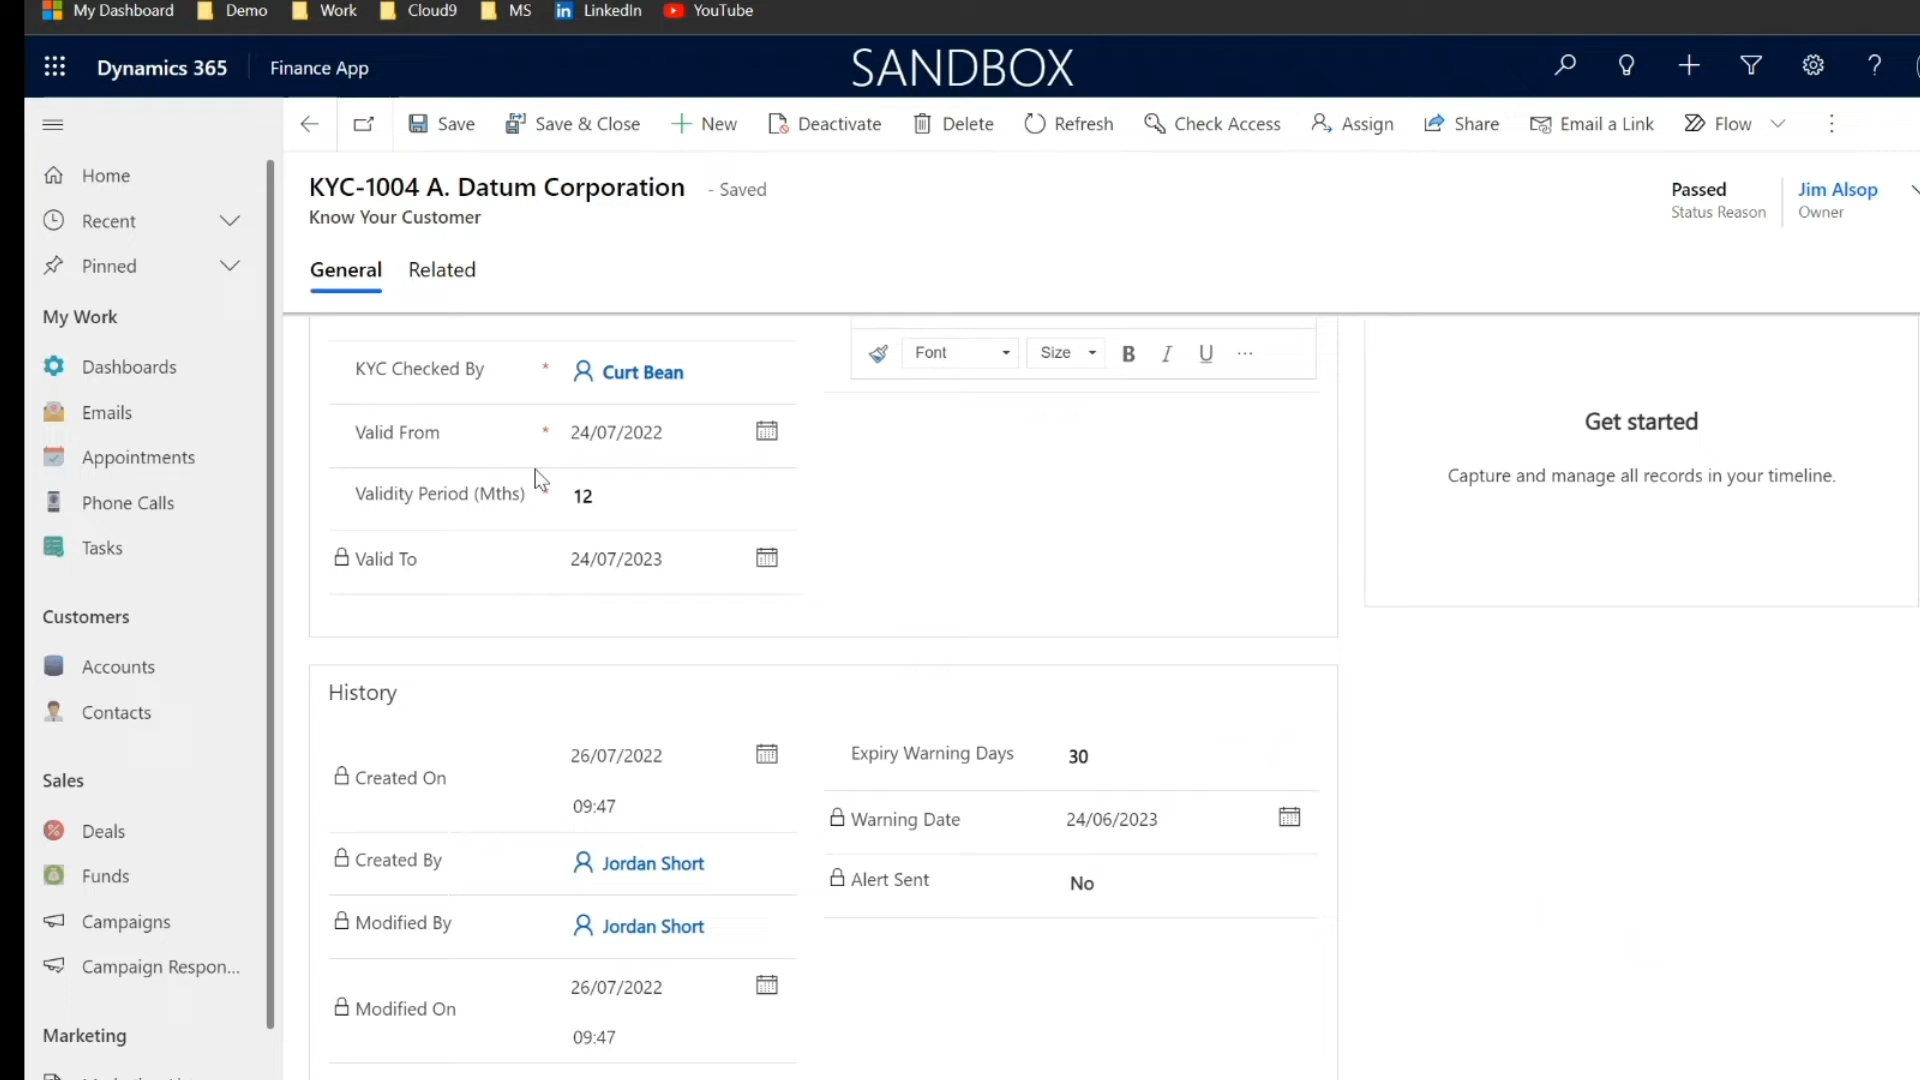 My Dashboard Demo Work Cloud9 MS in LinkedIn YouTube
Dynamics 365 Finance App SANDBOX ?
Save Save & Close New Deactivate Delete Refresh Check Access Assign Share Email a Link Flow
Home
Recent
Pinned
My Work
Dashboards
Emails
Appointments
Phone Calls
Tasks
Customers
Accounts
Contacts
Sales
Deals
Funds
Campaigns
Campaign Respon...
Marketing
KYC-1004 A. Datum Corporation - Saved
Know Your Customer
Passed
Status Reason
Jim Alsop
Owner
General Related
KYC Checked By * Curt Bean
Valid From * 24/07/2022
Validity Period (Mths) * 12
Valid To 24/07/2023
Font Size B I U ...
Get started
Capture and manage all records in your timeline.
History
Created On 26/07/2022
09:47
Created By Jordan Short
Modified By Jordan Short
Modified On 26/07/2022
09:47
Expiry Warning Days 30
Warning Date 24/06/2023
Alert Sent No